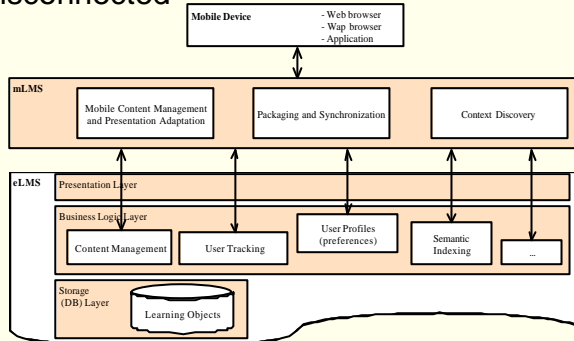 isconnected
Mobile Device
- Web browser
- Wap browser
- Application
mLMS
Mobile Content Management
and Presentation Adaptation
Packaging and Synchronization
Context Discovery
eLMS
Presentation Layer
Business Logic Layer
Content Management
User Tracking
User Profiles
(preferences)
Semantic
Indexing
...
Storage
(DB) Layer
Learning Objects